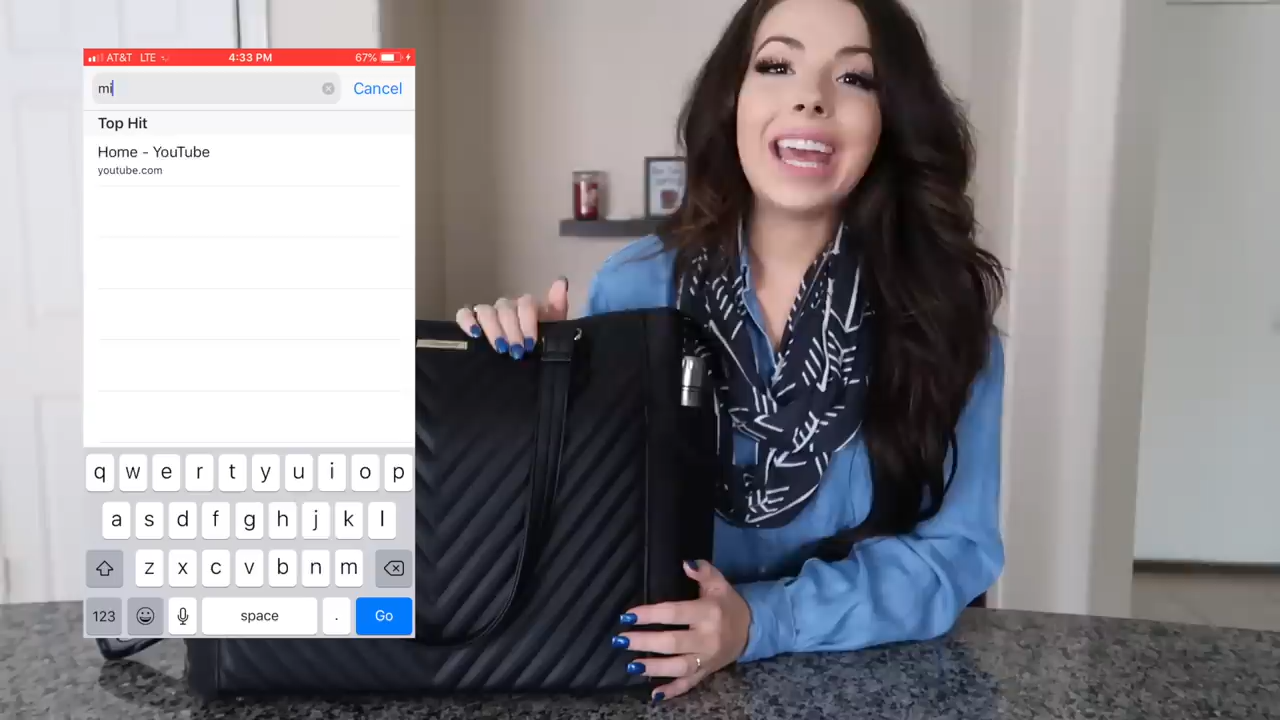 AT&T LTE 4:33 PM 67%
mi Cancel
Top Hit
Home - YouTube
youtube.com
q w e r t y u i o p
a s d f g h j k l
z x c v b n m
123 space . Go